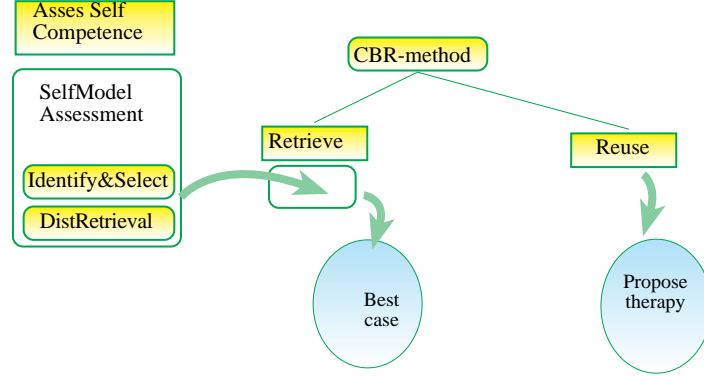 Asses Self
Competence
SelfModel
Assessment
Identify&Select
DistRetrieval
CBR-method
Retrieve
Reuse
Best
case
Propose
therapy